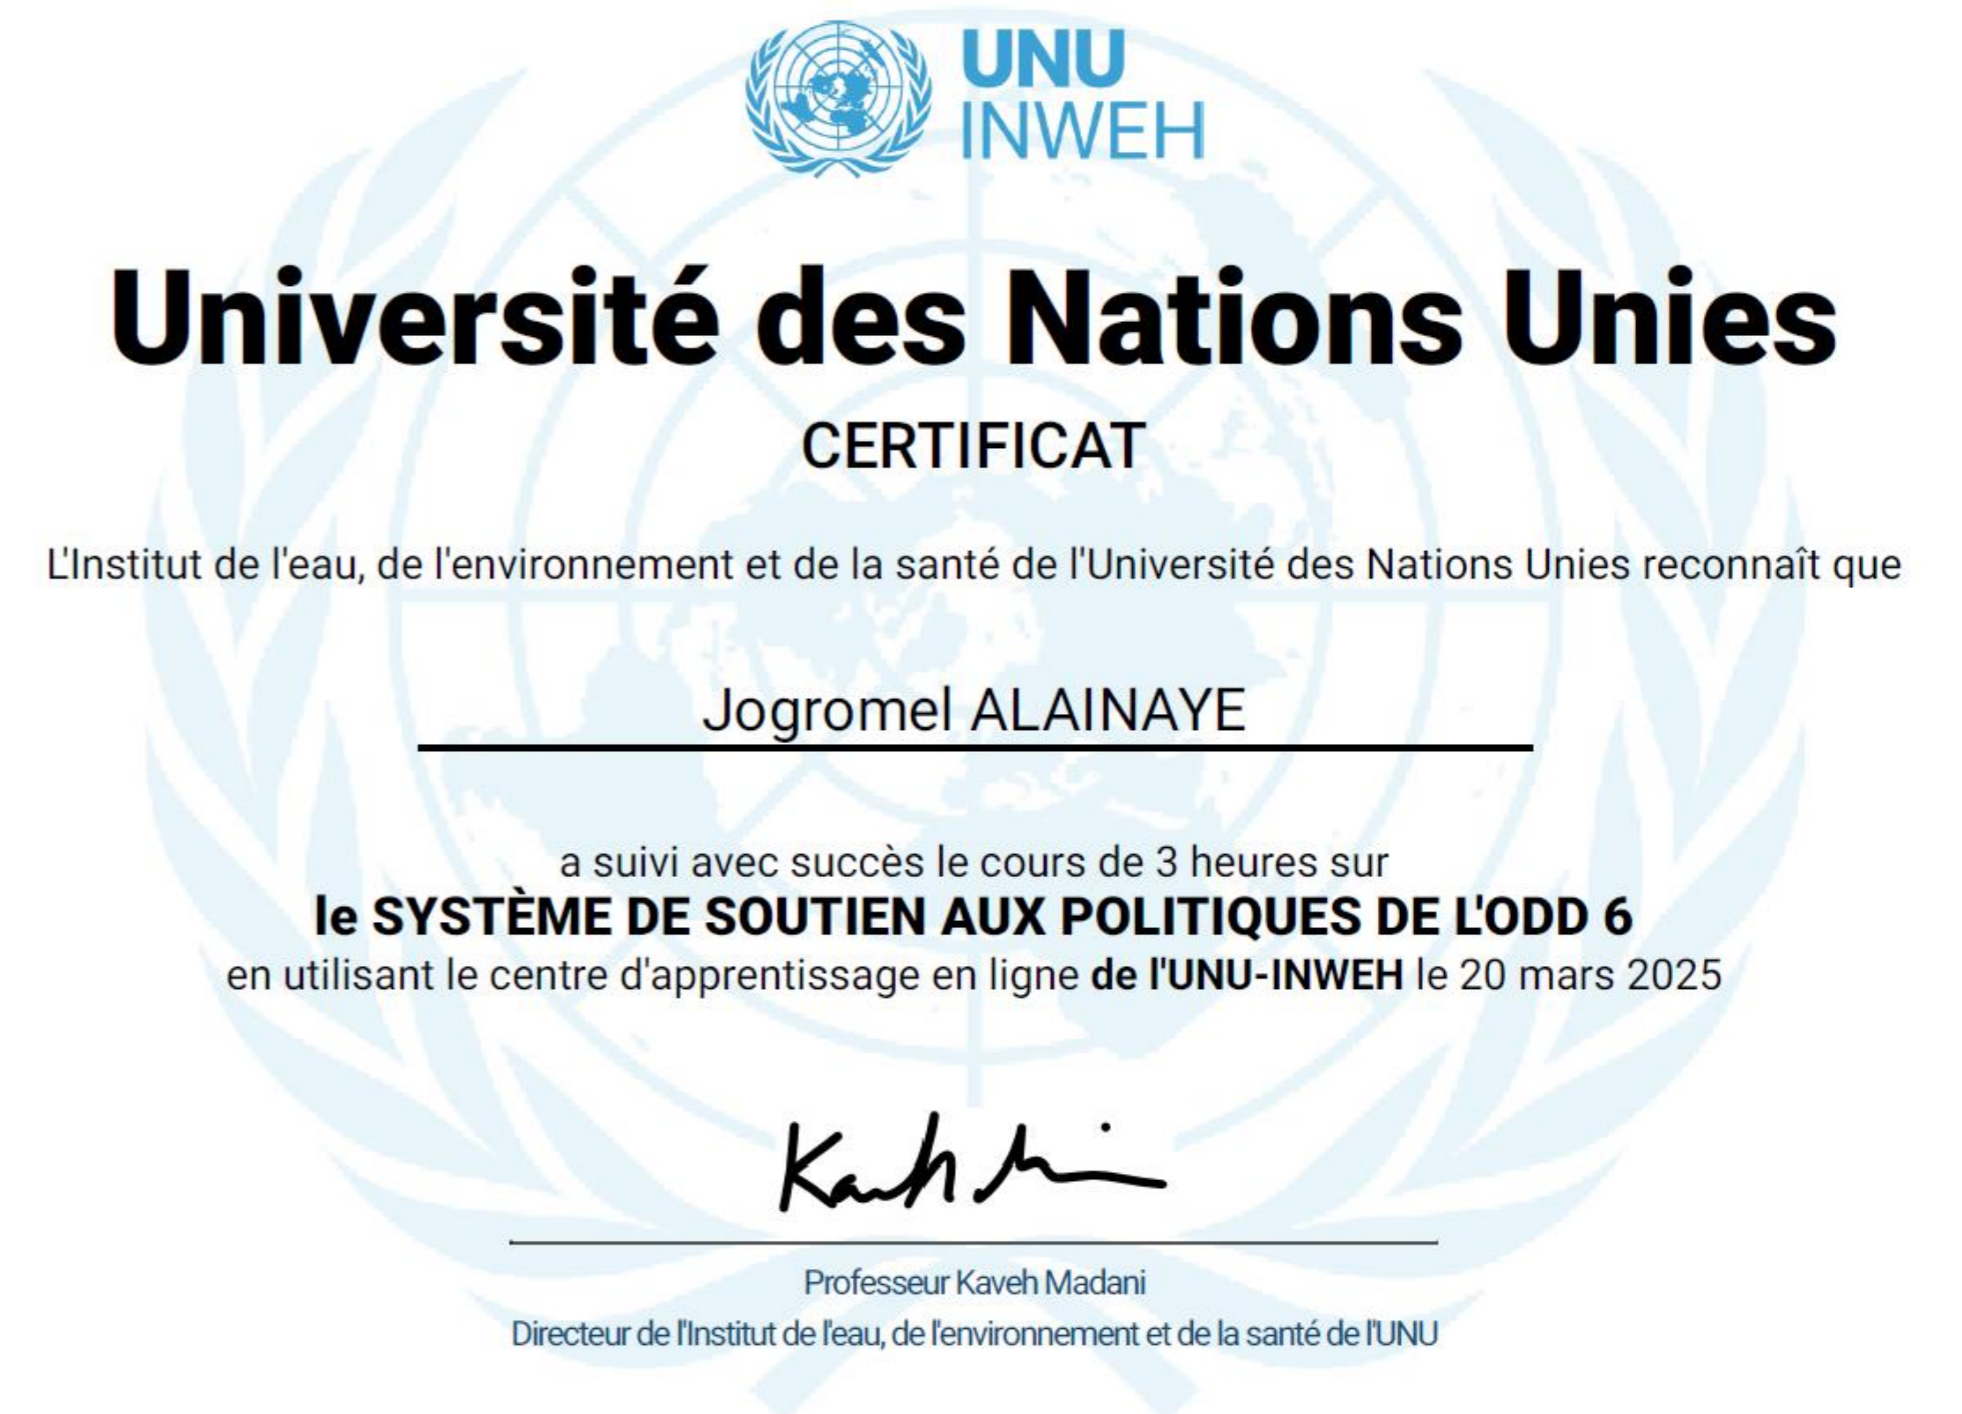 UNU
INWEH
Université des Nations Unies
CERTIFICAT
L'Institut de l'eau, de l'environnement et de la santé de l'Université des Nations Unies reconnaît que
Jogromel ALAINAYE
a suivi avec succès le cours de 3 heures sur
le SYSTÈME DE SOUTIEN AUX POLITIQUES DE L'ODD 6
en utilisant le centre d'apprentissage en ligne de l'UNU-INWEH le 20 mars 2025
Professeur Kaveh Madani
Directeur de l'Institut de l'eau, de l'environnement et de la santé de l'UNU